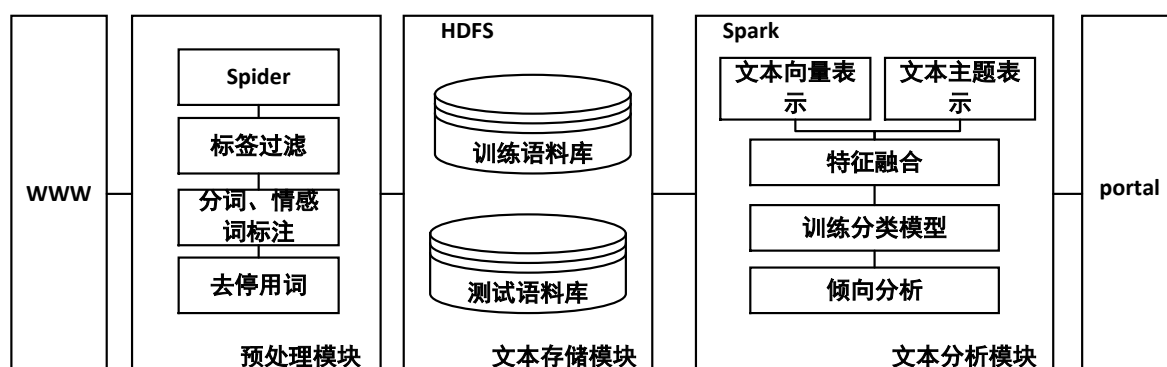 WWW
Spider
标签过滤
分词、情感
词标注
去停用词
预处理模块
HDFS
训练语料库
测试语料库
文本存储模块
Spark
文本向量表
示
文本主题表
示
特征融合
训练分类模型
倾向分析
文本分析模块
portal